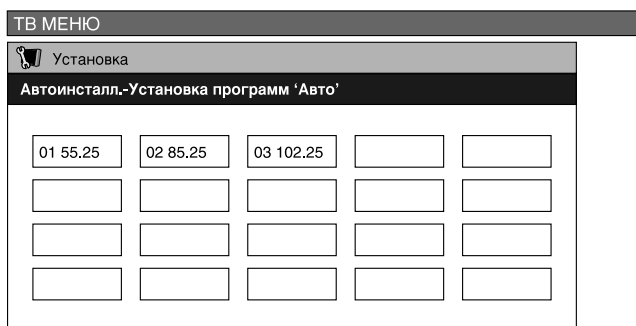 ТВ МЕНЮ
Установка
Автоинсталл.-Установка программ ‘Авто’
01 55.25 02 85.25 03 102.25